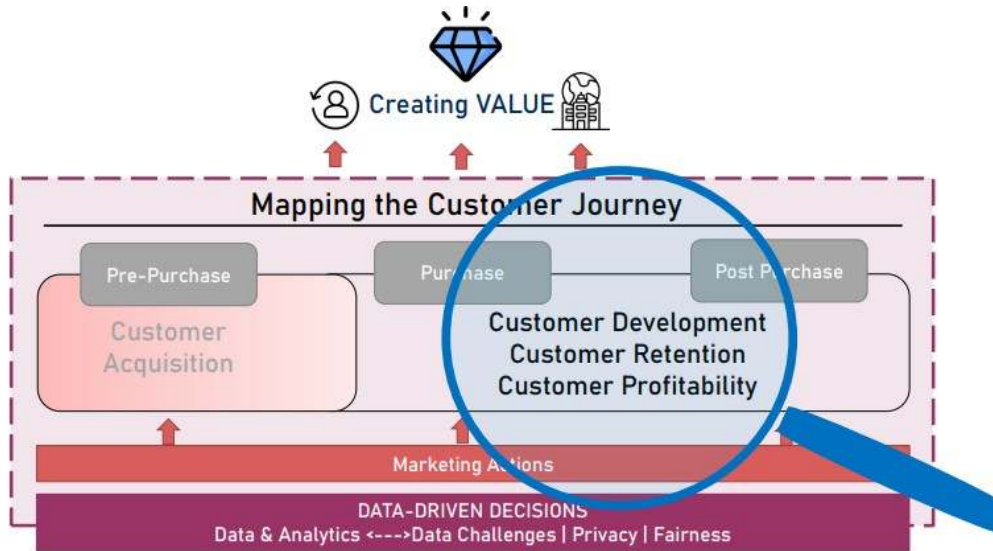 Creating VALUE
Mapping the Customer Journey
Pre-Purchase
Purchase
Post Purchase
Customer
Acquisition
Customer Development
Customer Retention
Customer Profitability
Marketing Actions
DATA-DRIVEN DECISIONS
Data & Analytics <--->Data Challenges | Privacy | Fairness